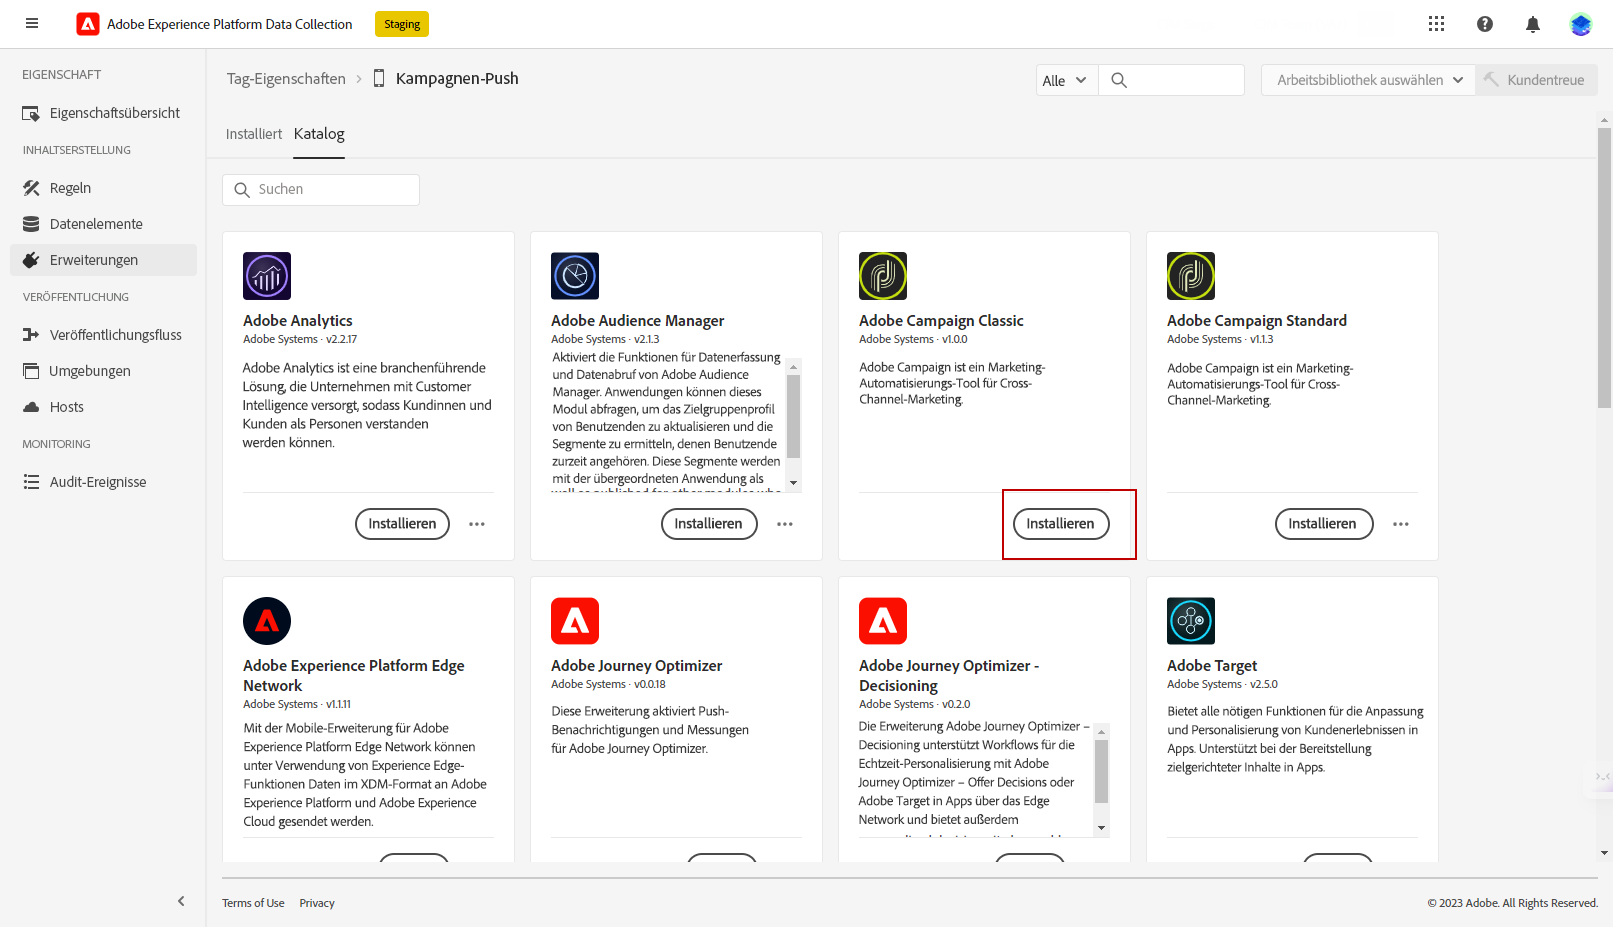 Adobe Experience Platform Data Collection
Staging
EIGENSCHAFT
Eigenschaftsübersicht
INHALTSERSTELLUNG
Regeln
Datenelemente
Erweiterungen
VERÖFFENTLICHUNG
Veröffentlichungsfluss
Umgebungen
Hosts
MONITORING
Audit-Ereignisse
Tag-Eigenschaften
Kampagnen-Push
Alle
Arbeitsbibliothek auswählen
Kundentreue
Installiert
Katalog
Suchen
Adobe Analytics
Adobe Systems · v2.2.17
Adobe Analytics ist eine branchenführende
Lösung, die Unternehmen mit Customer
Intelligence versorgt, sodass Kundinnen und
Kunden als Personen verstanden
werden können.
Installieren
Adobe Audience Manager
Adobe Systems · v2.1.3
Aktiviert die Funktionen für Datenerfassung
und Datenabruf von Adobe Audience
Manager. Anwendungen können dieses
Modul abfragen, um das Zielgruppenprofil
von Benutzenden zu aktualisieren und die
Segmente zu ermitteln, denen Benutzende
zurzeit angehören. Diese Segmente werden
mit der übergeordneten Anwendung als
well as published for other modules who
Installieren
Adobe Campaign Classic
Adobe Systems · v1.0.0
Adobe Campaign ist ein Marketing-
Automatisierungs-Tool für Cross-
Channel-Marketing.
Installieren
Adobe Campaign Standard
Adobe Systems · v1.1.3
Adobe Campaign ist ein Marketing-
Automatisierungs-Tool für Cross-
Channel-Marketing.
Installieren
Adobe Experience Platform Edge
Network
Adobe Systems · v1.1.11
Mit der Mobile-Erweiterung für Adobe
Experience Platform Edge Network können
unter Verwendung von Experience Edge-
Funktionen Daten im XDM-Format an Adobe
Experience Platform und Adobe Experience
Cloud gesendet werden.
Adobe Journey Optimizer
Adobe Systems · v0.0.18
Diese Erweiterung aktiviert Push-
Benachrichtigungen und Messungen
für Adobe Journey Optimizer.
Adobe Journey Optimizer -
Decisioning
Adobe Systems · v0.2.0
Die Erweiterung Adobe Journey Optimizer –
Decisioning unterstützt Workflows für die
Echtzeit-Personalisierung mit Adobe
Journey Optimizer – Offer Decisions oder
Adobe Target in Apps über das Edge
Network und bietet außerdem
Adobe Target
Adobe Systems · v2.5.0
Bietet alle nötigen Funktionen für die Anpassung
und Personalisierung von Kundenerlebnissen in
Apps. Unterstützt bei der Bereitstellung
zielgerichteter Inhalte in Apps.
Terms of Use
Privacy
© 2023 Adobe. All Rights Reserved.